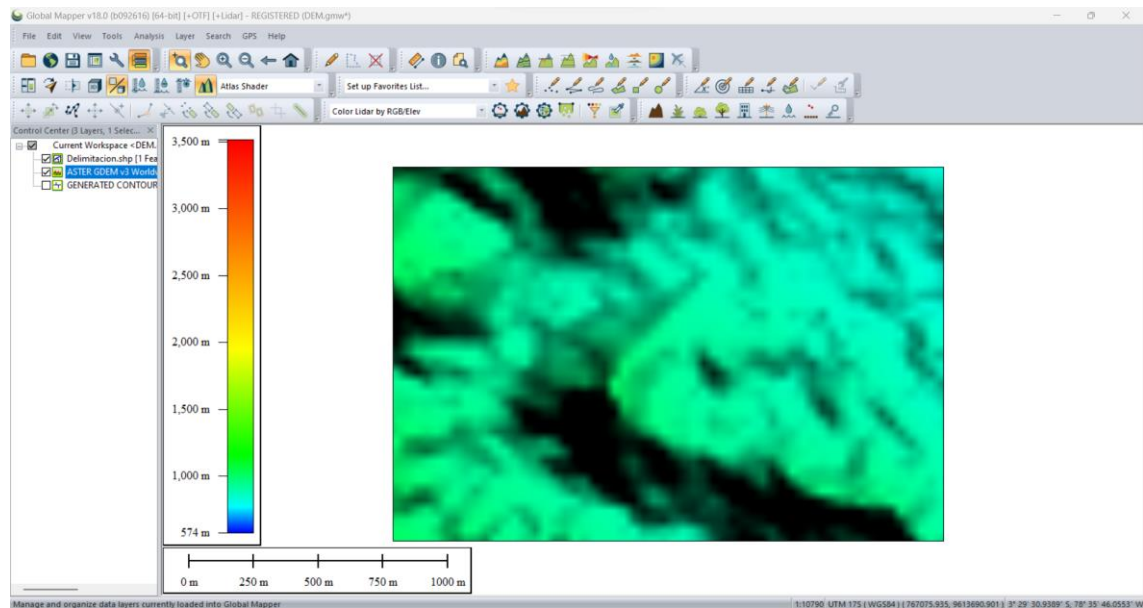 Global Mapper v18.0 (b092616) [64-bit] [+OTF] [+Lidar] - REGISTERED (DEM.gmw*)
File Edit View Tools Analysis Layer Search GPS Help
Atlas Shader
Set up Favorites List...
Color Lidar by RGB/Elev
Control Center (3 Layers, 1 Selec...
Current Workspace <DEM.
Delimitacion.shp [1 Fea
ASTER GDEM v3 Worldw
GENERATED CONTOUR
3,500 m
3,000 m
2,500 m
2,000 m
1,500 m
1,000 m
574 m
0 m 250 m 500 m 750 m 1000 m
Manage and organize data layers currently loaded into Global Mapper
1:10790 UTM 17S ( WGS84 ) ( 767075.935, 9613690.901 ) 3° 29' 30.9389" S, 78° 35' 46.0553" W